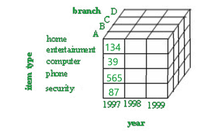 branch D
C
B
A
home
entertainment
computer
phone
security
item type
134
39
565
87
1997 1998 1999
year